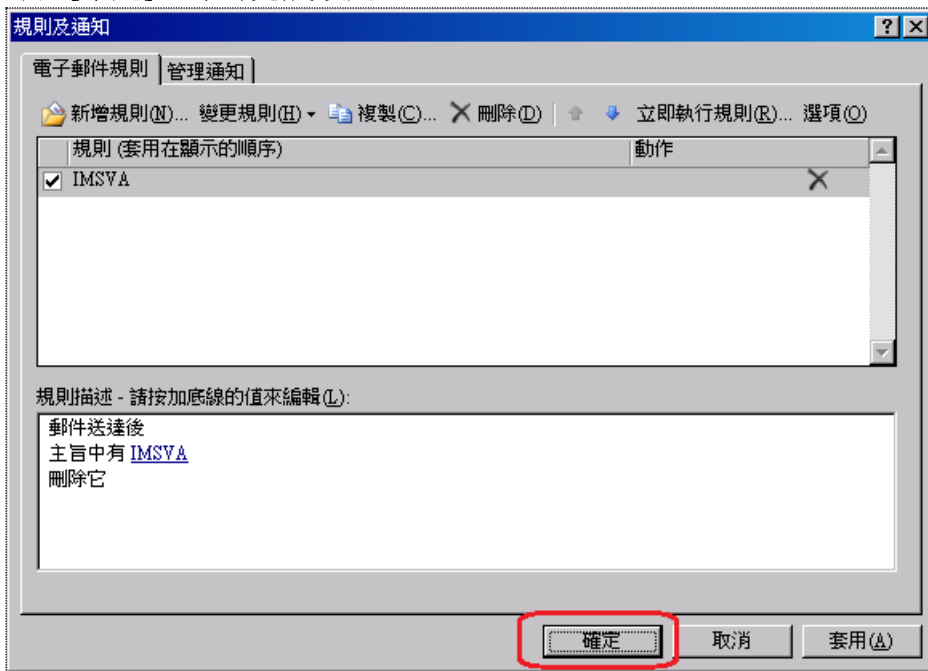 規則及通知
電子郵件規則 管理通知
新增規則(N)... 變更規則(H) 複製(C)... 刪除(D) 立即執行規則(R)... 選項(O)
規則 (套用在顯示的順序) 動作
IMSVA
規則描述 - 請按加底線的值來編輯(L):
郵件送達後
主旨中有 IMSVA
刪除它
確定 取消 套用(A)